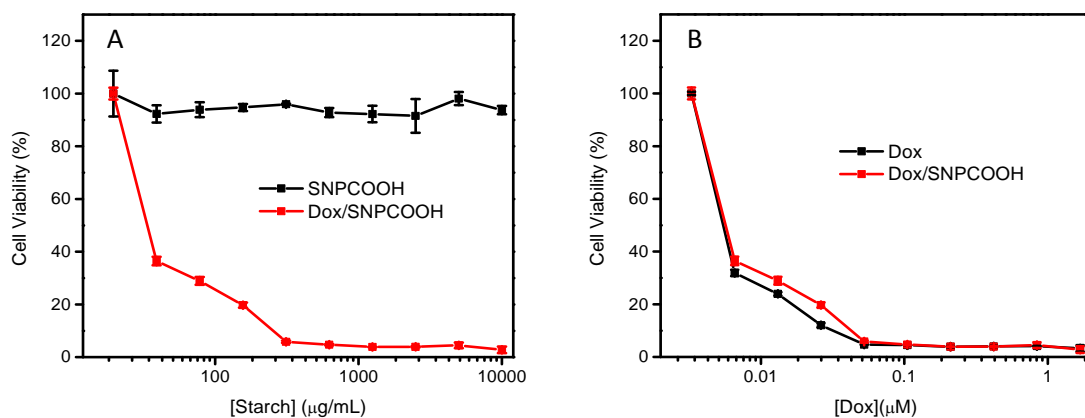 A
120
100
80
60
40
20
0
Cell Viability (%)
SNPCOOH
Dox/SNPCOOH
100 1000 10000
[Starch] (μg/mL)
B
120
100
80
60
40
20
0
Cell Viability (%)
Dox
Dox/SNPCOOH
0.01 0.1 1
[Dox](μM)